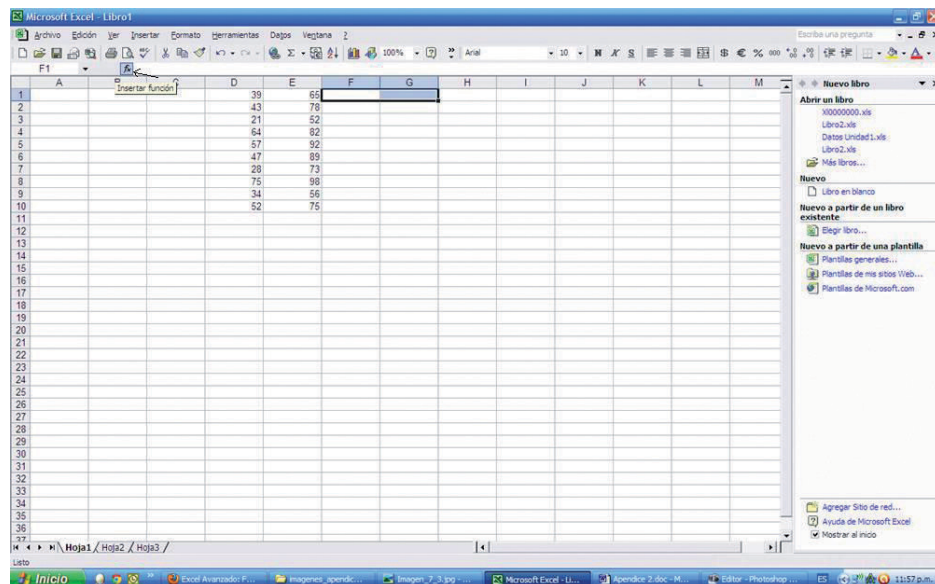 Microsoft Excel - Libro1
Archivo Edición Ver Insertar Formato Herramientas Datos Ventana ?
Escriba una pregunta
100% Arial 10 N K S $ € % 000
F1 fx
Insertar función
A D E F G H I J K L M
1 39 65
2 43 78
3 21 52
4 64 82
5 57 92
6 47 89
7 28 73
8 75 98
9 34 56
10 52 75
11
12
13
14
15
16
17
18
19
20
21
22
23
24
25
26
27
28
29
30
31
32
33
34
35
36
37
Nuevo libro
Abrir un libro
X0000000.xls
Libro2.xls
Datos Unidad1.xls
Libro2.xls
Más libros...
Nuevo
Libro en blanco
Nuevo a partir de un libro
existente
Elegir libro...
Nuevo a partir de una plantilla
Plantillas generales...
Plantillas de mis sitios Web...
Plantillas de Microsoft.com
Agregar Sitio de red...
Ayuda de Microsoft Excel
Mostrar al inicio
Hoja1 Hoja2 Hoja3
Listo
Inicio Excel Avanzado: F... imagenes_apendic... Imagen_7_3.jpg -... Microsoft Excel - Li... Apendice 2.doc - M... Editor - Photoshop ... ES 11:57 p.m.